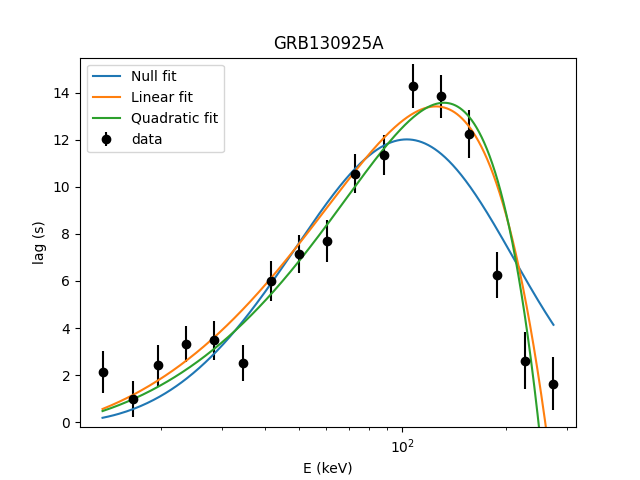 GRB130925A
Null fit
Linear fit
Quadratic fit
data
lag (s)
14
12
10
8
6
4
2
0
10²
E (keV)